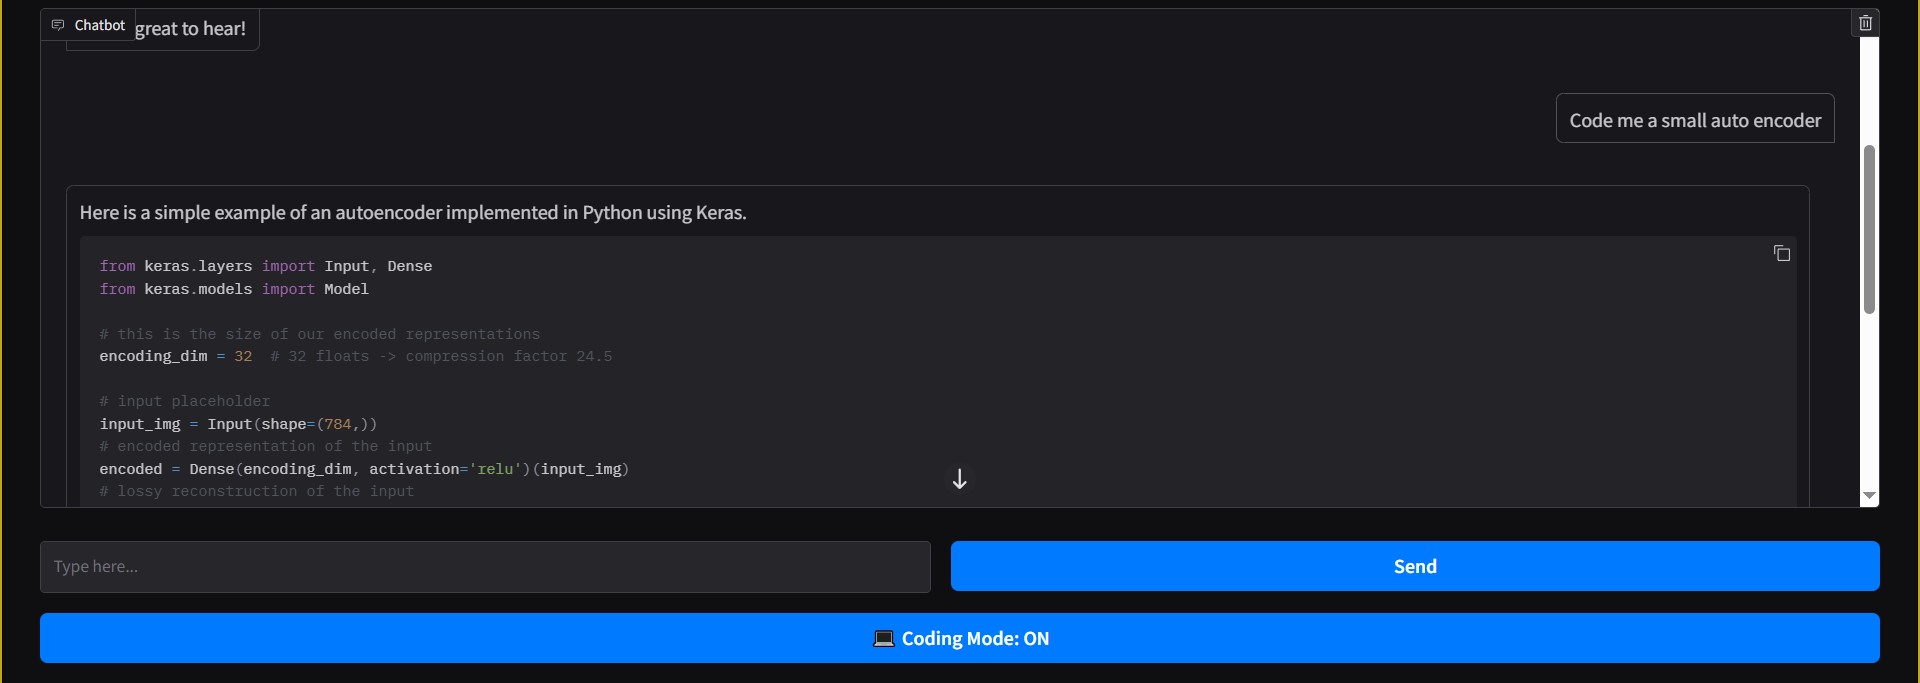 Chatbot
great to hear!
Code me a small auto encoder
Here is a simple example of an autoencoder implemented in Python using Keras.
from keras.layers import Input, Dense
from keras.models import Model
# this is the size of our encoded representations
encoding_dim = 32  # 32 floats -> compression factor 24.5
# input placeholder
input_img = Input(shape=(784,))
# encoded representation of the input
encoded = Dense(encoding_dim, activation='relu')(input_img)
# lossy reconstruction of the input
Type here...
Send
💻 Coding Mode: ON